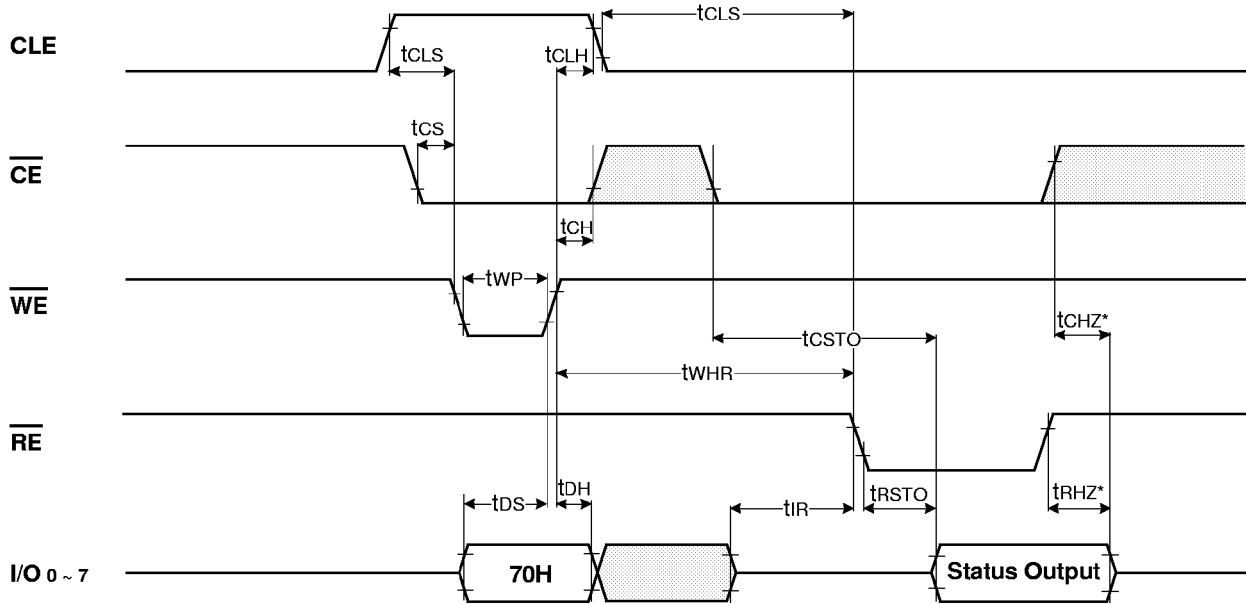 tCLS
CLE
tCLS
tCLH
tCS
CE
tCH
tWP
WE
tCHZ*
tCSTO
tWHR
RE
tDH
tRSTO
tRHZ*
tDS
tIR
I/O 0 ~ 7
70H
Status Output